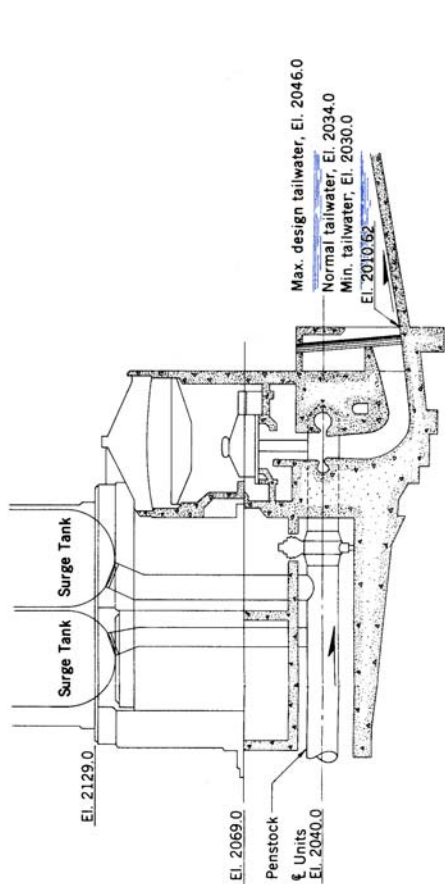 Surge Tank
Surge Tank
El. 2129.0
El. 2069.0
Penstock
℄ Units
El. 2040.0
Max. design tailwater, El. 2046.0
Normal tailwater, El. 2034.0
Min. tailwater, El. 2030.0
El. 2010.62